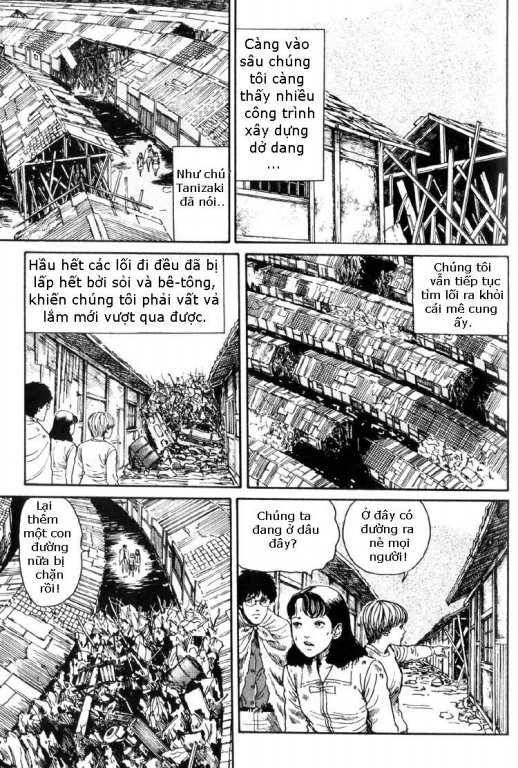 Càng vào
sâu chúng
tôi càng
thấy nhiều
công trình
xây dựng
dở dang
...
Như chú
Tanizaki
đã nói..
Hầu hết các lối đi đều đã bị
lấp hết bởi sỏi và bê-tông,
khiến chúng tôi phải vất vả
lắm mới vượt qua được.
Chúng tôi
vẫn tiếp tục
tìm lối ra khỏi
cái mê cung
ấy.
Lại
thêm
một con
đường
nữa bị
chặn
rồi!
Chúng ta
đang ở dâu
đây?
Ở đây có
đường ra
nè mọi
người!